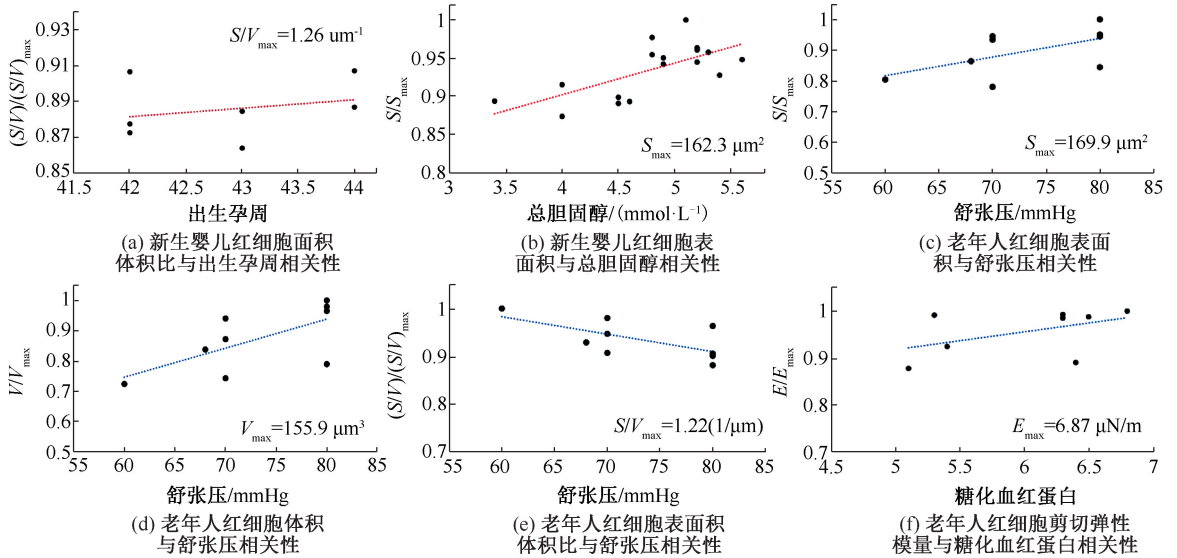 0.93
0.91
0.89
0.87
0.85
(S/V)/(S/V)max
S/Vmax=1.26 um-1
41.5 42 42.5 43 43.5 44 44.5
出生孕周
(a) 新生婴儿红细胞面积
体积比与出生孕周相关性
1
0.95
0.9
0.85
0.8
S/Smax
Smax=162.3 μm2
3 3.5 4 4.5 5 5.5
总胆固醇/(mmol·L−1)
(b) 新生婴儿红细胞表
面积与总胆固醇相关性
1
0.9
0.8
0.7
0.6
0.5
S/Smax
Smax=169.9 μm2
55 60 65 70 75 80 85
舒张压/mmHg
(c) 老年人红细胞表面
积与舒张压相关性
1
0.9
0.8
0.7
0.6
0.5
V/Vmax
Vmax=155.9 μm3
55 60 65 70 75 80 85
舒张压/mmHg
(d) 老年人红细胞体积
与舒张压相关性
1
0.9
0.8
0.7
(S/V)/(S/V)max
S/Vmax=1.22(1/μm)
55 60 65 70 75 80 85
舒张压/mmHg
(e) 老年人红细胞表面积
体积比与舒张压相关性
1
0.9
0.8
0.7
E/Emax
Emax=6.87 μN/m
4.5 5 5.5 6 6.5 7
糖化血红蛋白
(f) 老年人红细胞剪切弹性
模量与糖化血红蛋白相关性